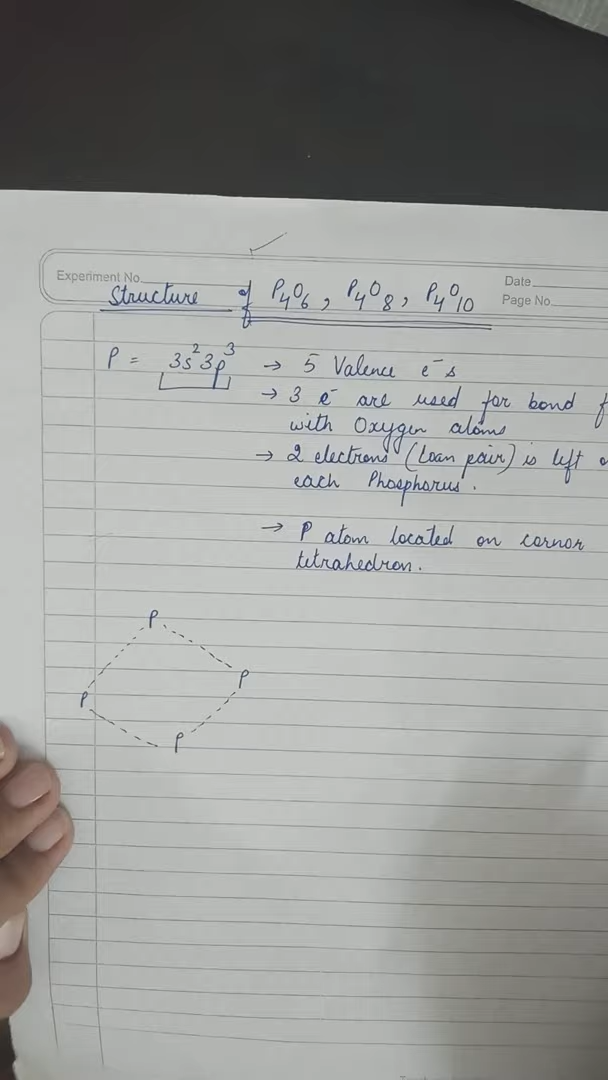 Experiment No.
Date
Structure of P4O6, P4O8, P4O10
Page No.
P = 3s² 3p³ → 5 Valence e⁻s
→ 3 e⁻ are used for bond f
with Oxygen atoms
→ 2 electrons (Loan pair) is left o
each Phosphorus.
→ P atom located on cornor
tetrahedron.
P
P
P
P